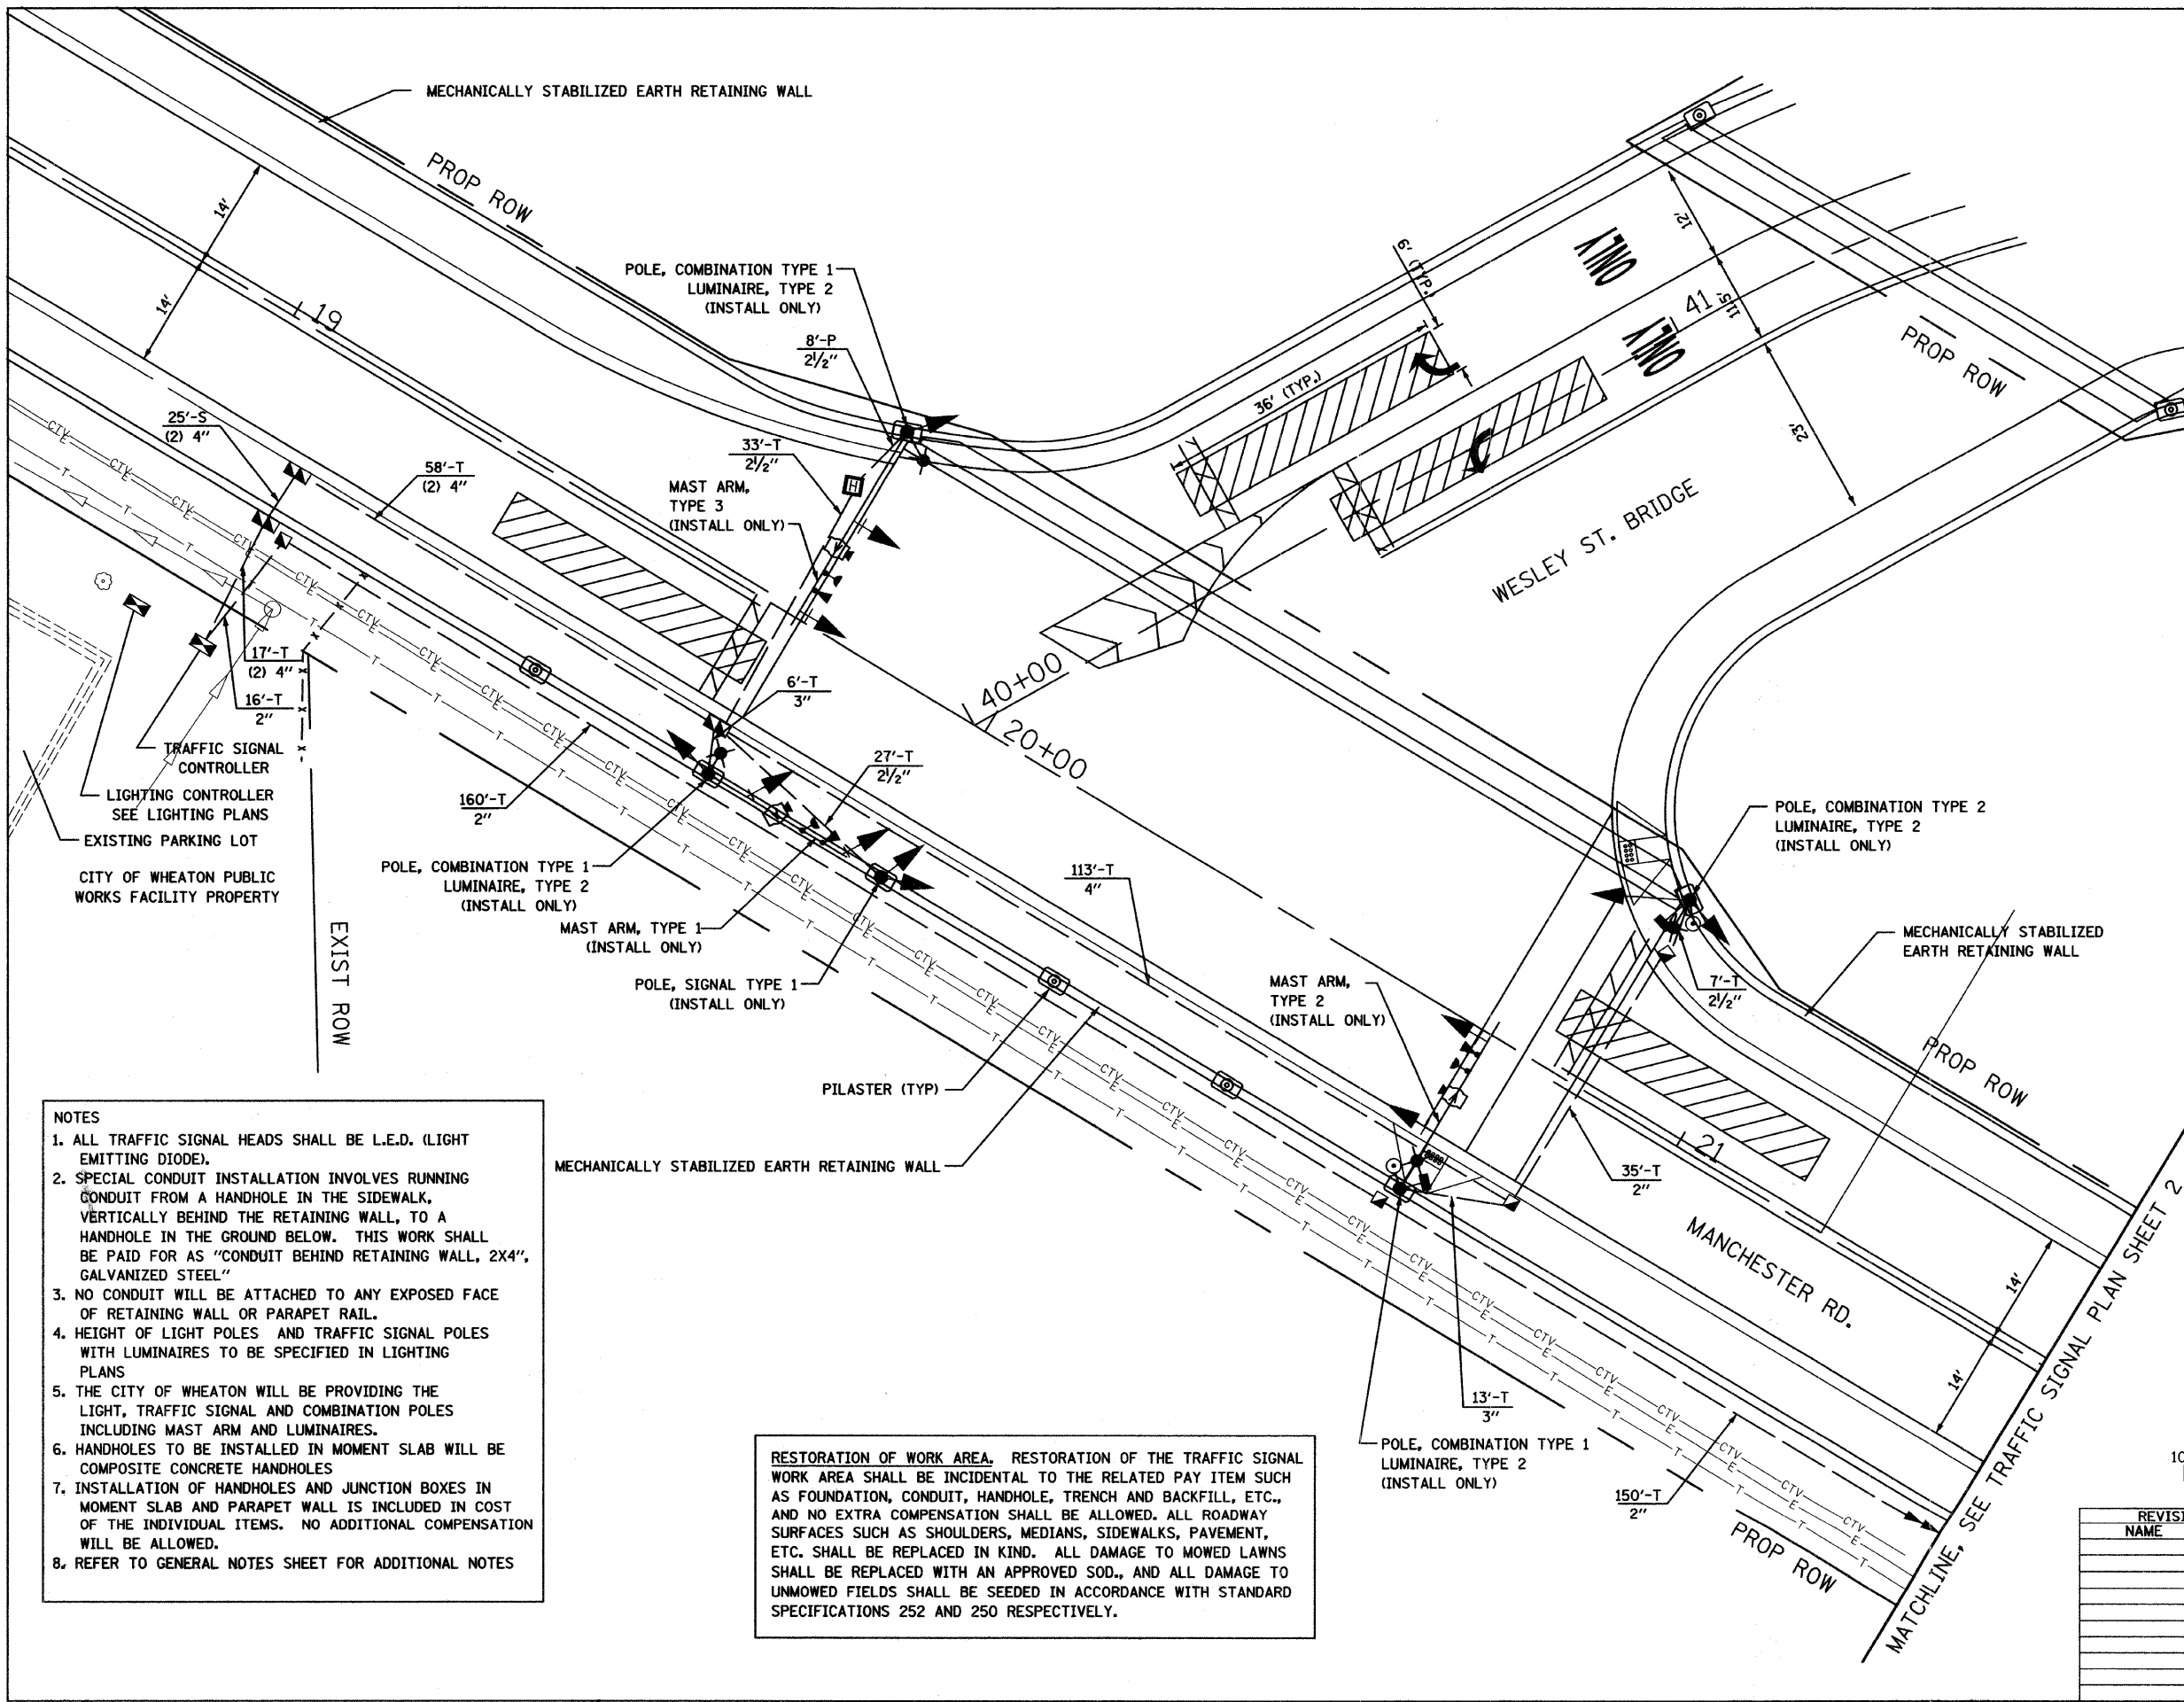 MECHANICALLY STABILIZED EARTH RETAINING WALL
PROP ROW
14'
14'
L 19
POLE, COMBINATION TYPE 1
LUMINAIRE, TYPE 2
(INSTALL ONLY)
8'-P
2½"
33'-T
2½"
MAST ARM,
TYPE 3
(INSTALL ONLY)
H
25'-S
(2) 4"
58'-T
(2) 4"
6' (TYP.)
36' (TYP.)
ONLY
ONLY
12'
11.5'
41
23'
PROP ROW
WESLEY ST. BRIDGE
17'-T
(2) 4"
16'-T
2"
TRAFFIC SIGNAL
CONTROLLER
LIGHTING CONTROLLER
SEE LIGHTING PLANS
EXISTING PARKING LOT
CITY OF WHEATON PUBLIC
WORKS FACILITY PROPERTY
EXIST ROW
6'-T
3"
40+00
20+00
27'-T
2½"
160'-T
2"
POLE, COMBINATION TYPE 1
LUMINAIRE, TYPE 2
(INSTALL ONLY)
MAST ARM, TYPE 1
(INSTALL ONLY)
POLE, SIGNAL TYPE 1
(INSTALL ONLY)
113'-T
4"
PILASTER (TYP)
MECHANICALLY STABILIZED EARTH RETAINING WALL
MAST ARM,
TYPE 2
(INSTALL ONLY)
POLE, COMBINATION TYPE 2
LUMINAIRE, TYPE 2
(INSTALL ONLY)
MECHANICALLY STABILIZED
EARTH RETAINING WALL
7'-T
2½"
PROP ROW
L 21
35'-T
2"
MANCHESTER RD.
14'
14'
13'-T
3"
POLE, COMBINATION TYPE 1
LUMINAIRE, TYPE 2
(INSTALL ONLY)
150'-T
2"
PROP ROW
MATCHLINE, SEE TRAFFIC SIGNAL PLAN SHEET 2
CTV
E
T
NOTES
1. ALL TRAFFIC SIGNAL HEADS SHALL BE L.E.D. (LIGHT
EMITTING DIODE).
2. SPECIAL CONDUIT INSTALLATION INVOLVES RUNNING
CONDUIT FROM A HANDHOLE IN THE SIDEWALK,
VERTICALLY BEHIND THE RETAINING WALL, TO A
HANDHOLE IN THE GROUND BELOW. THIS WORK SHALL
BE PAID FOR AS "CONDUIT BEHIND RETAINING WALL, 2X4",
GALVANIZED STEEL"
3. NO CONDUIT WILL BE ATTACHED TO ANY EXPOSED FACE
OF RETAINING WALL OR PARAPET RAIL.
4. HEIGHT OF LIGHT POLES AND TRAFFIC SIGNAL POLES
WITH LUMINAIRES TO BE SPECIFIED IN LIGHTING
PLANS
5. THE CITY OF WHEATON WILL BE PROVIDING THE
LIGHT, TRAFFIC SIGNAL AND COMBINATION POLES
INCLUDING MAST ARM AND LUMINAIRES.
6. HANDHOLES TO BE INSTALLED IN MOMENT SLAB WILL BE
COMPOSITE CONCRETE HANDHOLES
7. INSTALLATION OF HANDHOLES AND JUNCTION BOXES IN
MOMENT SLAB AND PARAPET WALL IS INCLUDED IN COST
OF THE INDIVIDUAL ITEMS. NO ADDITIONAL COMPENSATION
WILL BE ALLOWED.
8. REFER TO GENERAL NOTES SHEET FOR ADDITIONAL NOTES
RESTORATION OF WORK AREA. RESTORATION OF THE TRAFFIC SIGNAL
WORK AREA SHALL BE INCIDENTAL TO THE RELATED PAY ITEM SUCH
AS FOUNDATION, CONDUIT, HANDHOLE, TRENCH AND BACKFILL, ETC.,
AND NO EXTRA COMPENSATION SHALL BE ALLOWED. ALL ROADWAY
SURFACES SUCH AS SHOULDERS, MEDIANS, SIDEWALKS, PAVEMENT,
ETC. SHALL BE REPLACED IN KIND. ALL DAMAGE TO MOWED LAWNS
SHALL BE REPLACED WITH AN APPROVED SOD., AND ALL DAMAGE TO
UNMOWED FIELDS SHALL BE SEEDED IN ACCORDANCE WITH STANDARD
SPECIFICATIONS 252 AND 250 RESPECTIVELY.
10
REVISI
NAME